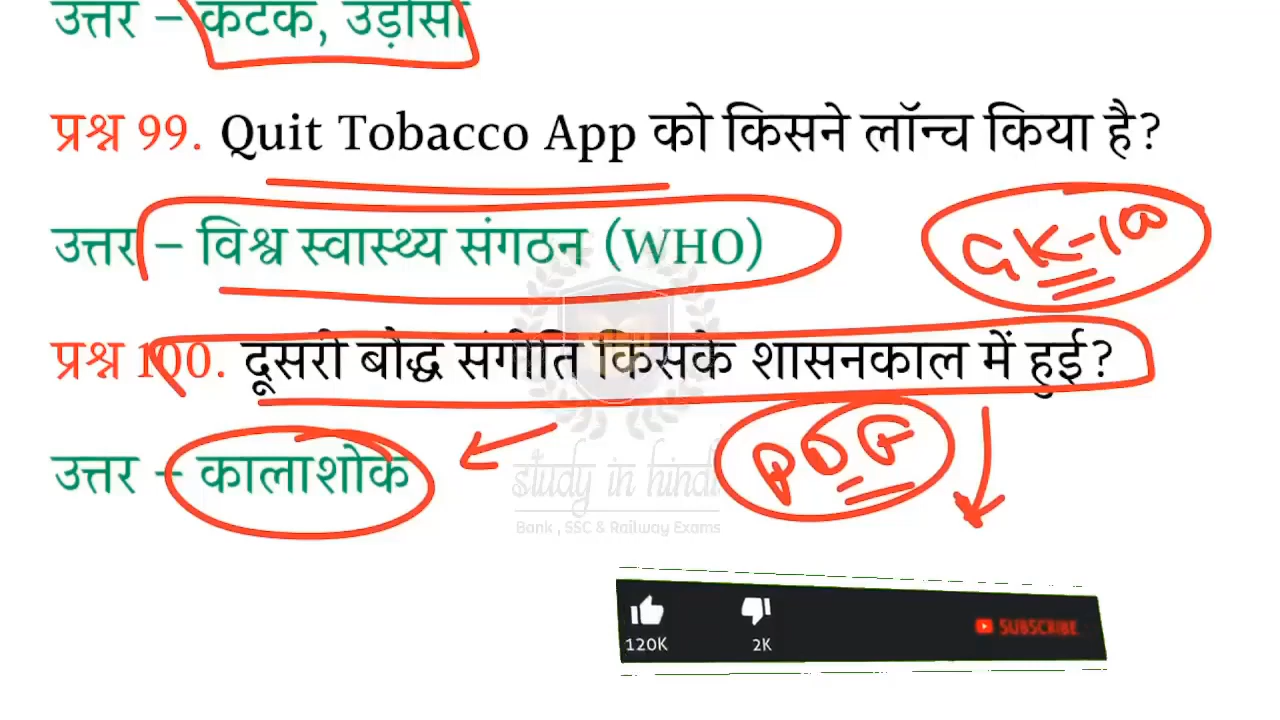 उत्तर – कटक, उड़ीसा
प्रश्न 99. Quit Tobacco App को किसने लॉन्च किया है?
उत्तर – विश्व स्वास्थ्य संगठन (WHO)
GK-100
प्रश्न 100. दूसरी बौद्ध संगीति किसके शासनकाल में हुई?
PDF
उत्तर – कालाशोक
study in hindi
Bank , SSC & Railway Exams
120K 2K SUBSCRIBE